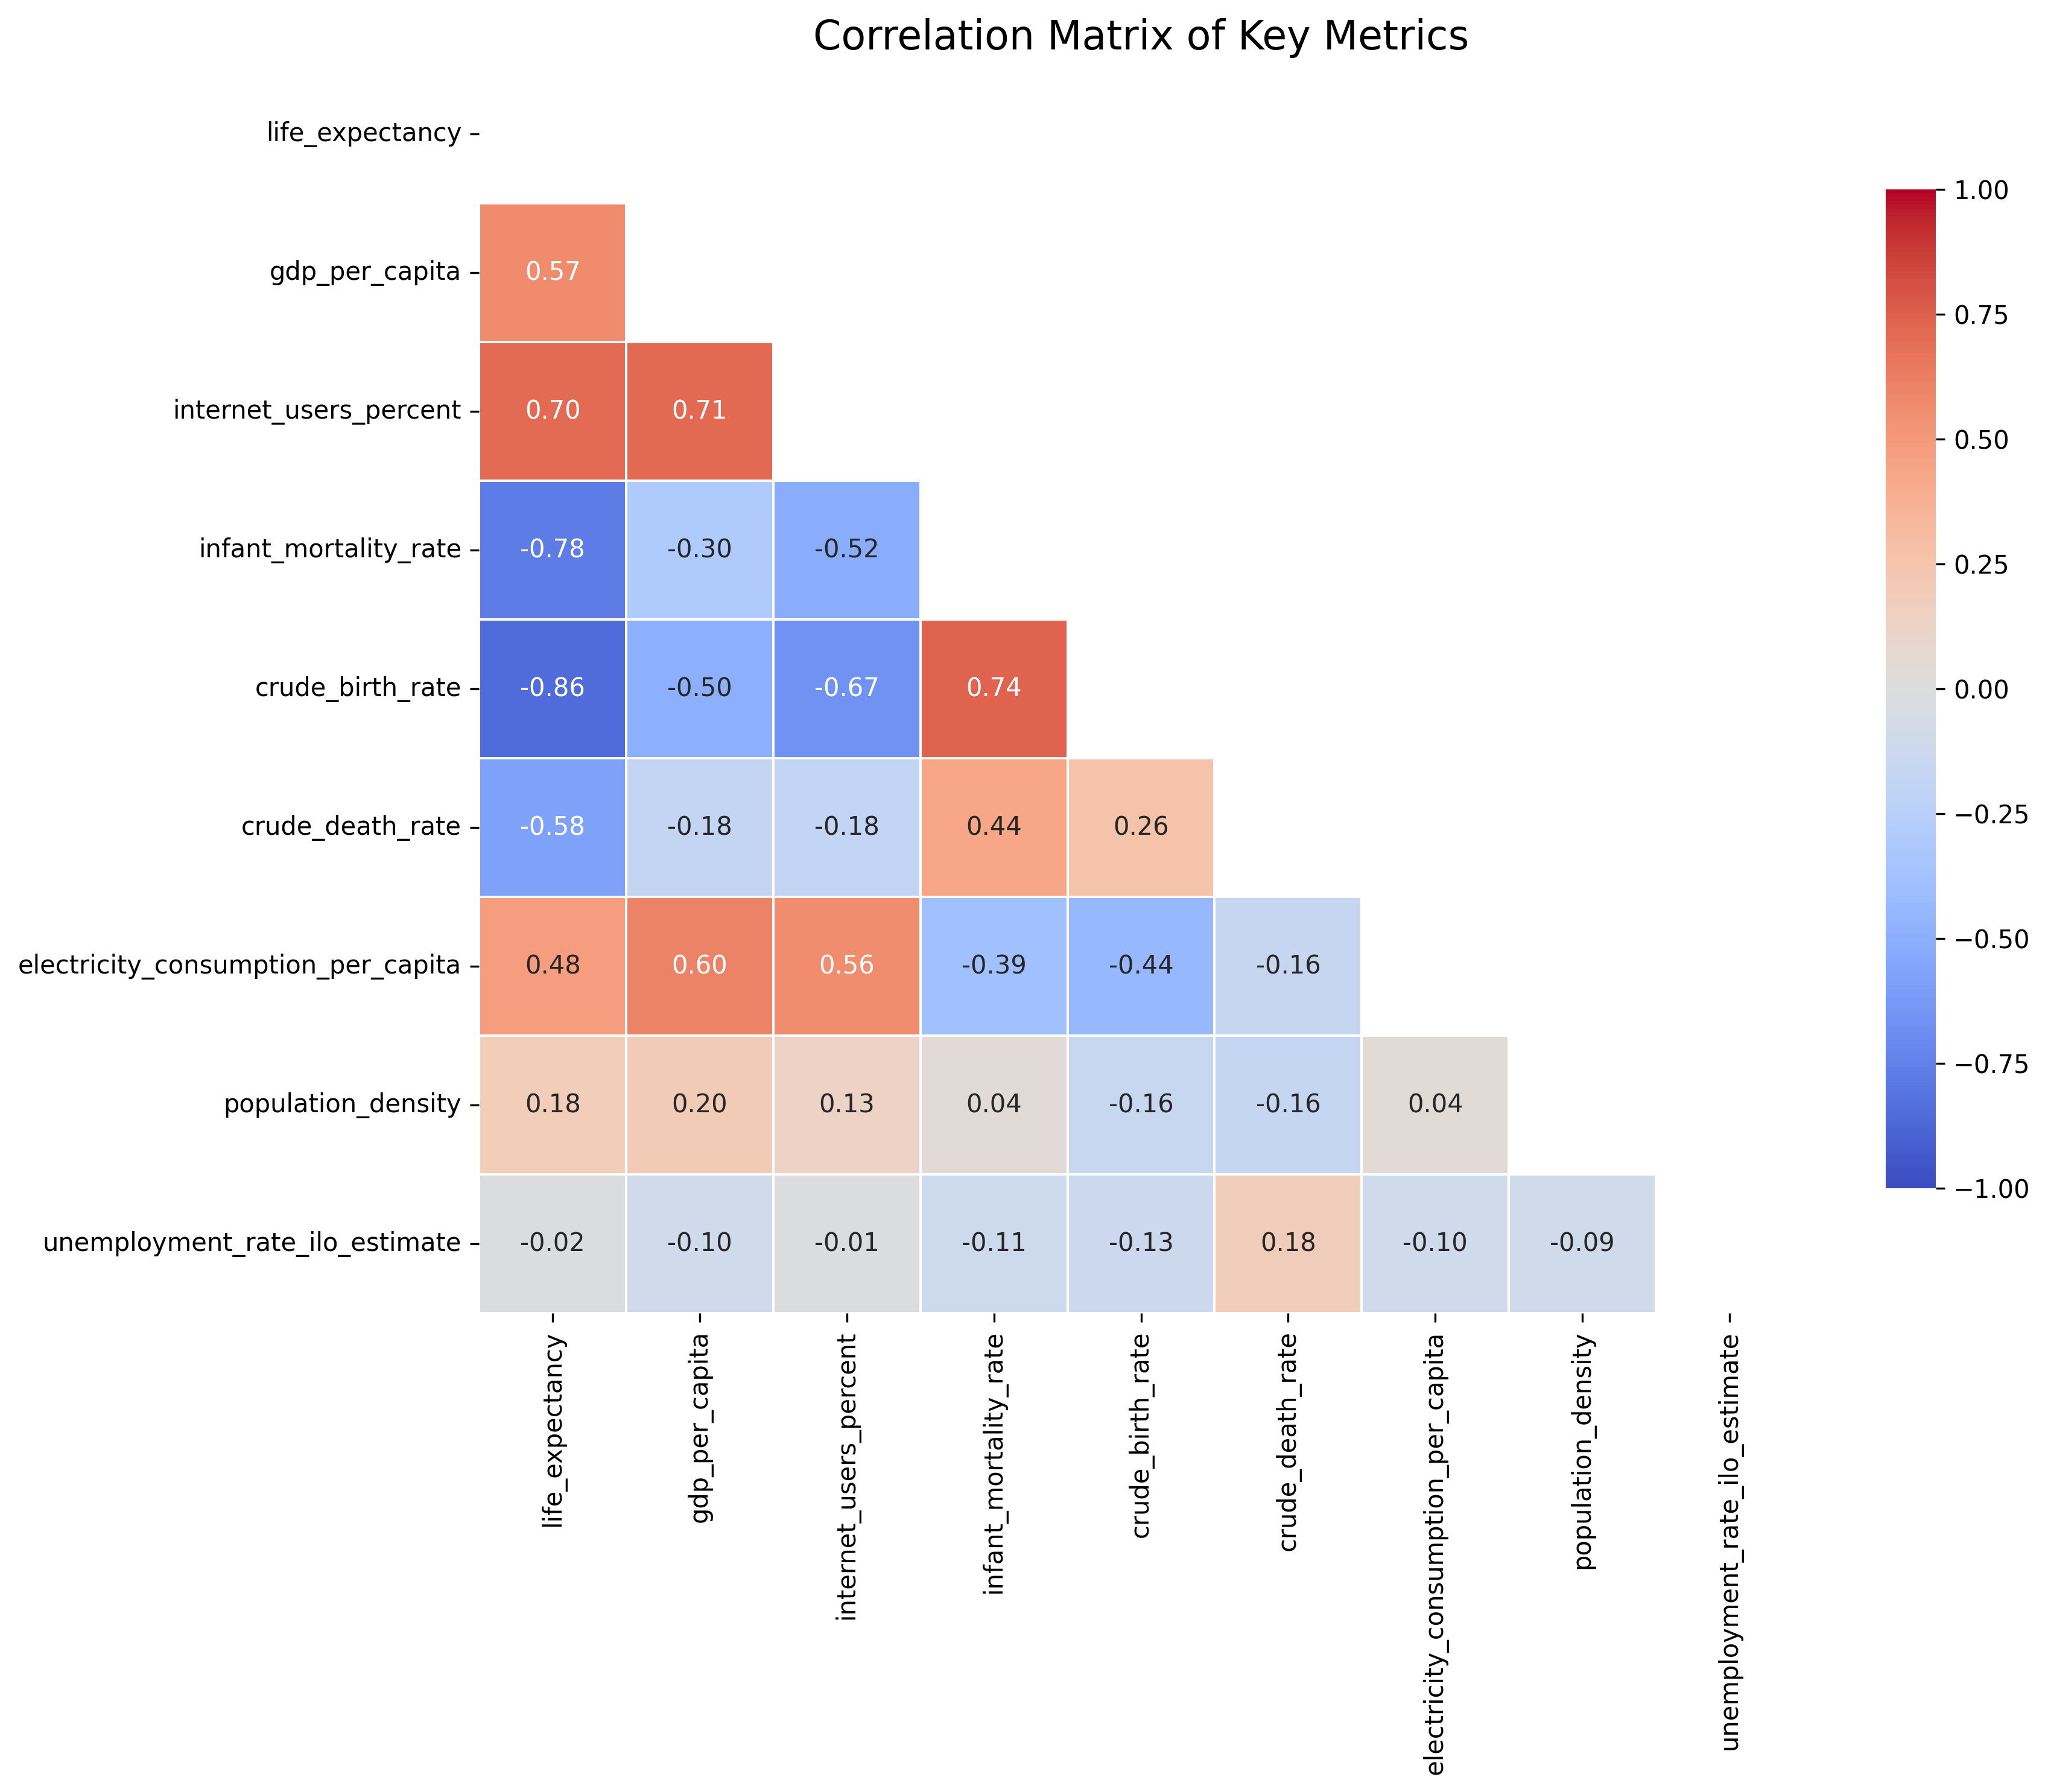 Correlation Matrix of Key Metrics
life_expectancy
1.00
gdp_per_capita 0.57
0.75
internet_users_percent 0.70 0.71
0.50
infant_mortality_rate -0.78 -0.30 -0.52
0.25
crude_birth_rate -0.86 -0.50 -0.67 0.74
0.00
crude_death_rate -0.58 -0.18 -0.18 0.44 0.26
−0.25
electricity_consumption_per_capita 0.48 0.60 0.56 -0.39 -0.44 -0.16
−0.50
population_density 0.18 0.20 0.13 0.04 -0.16 -0.16 0.04
−0.75
−1.00
unemployment_rate_ilo_estimate -0.02 -0.10 -0.01 -0.11 -0.13 0.18 -0.10 -0.09
life_expectancy
gdp_per_capita
internet_users_percent
infant_mortality_rate
crude_birth_rate
crude_death_rate
electricity_consumption_per_capita
population_density
unemployment_rate_ilo_estimate